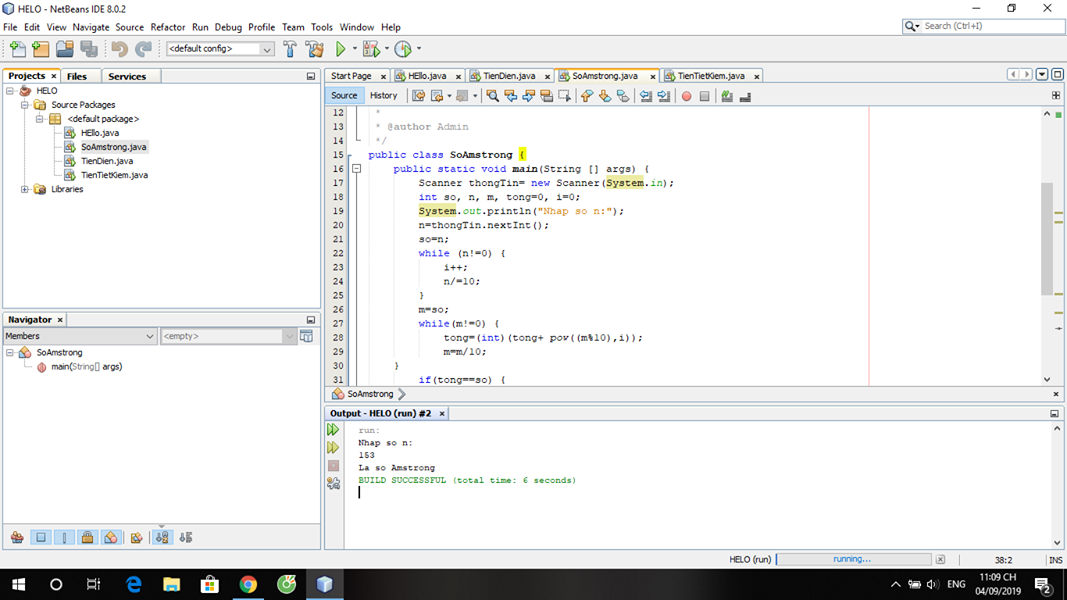 HELO - NetBeans IDE 8.0.2
File Edit View Navigate Source Refactor Run Debug Profile Team Tools Window Help
Search (Ctrl+I)
<default config>
Projects Files Services
HELO
Source Packages
<default package>
HEllo.java
SoAmstrong.java
TienDien.java
TienTietKiem.java
Libraries
Navigator
Members <empty>
SoAmstrong
main(String[] args)
Start Page HEllo.java TienDien.java SoAmstrong.java TienTietKiem.java
Source History
12 *
13 * @author Admin
14 */
15 public class SoAmstrong {
16 public static void main(String [] args) {
17 Scanner thongTin= new Scanner(System.in);
18 int so, n, m, tong=0, i=0;
19 System.out.println("Nhap so n:");
20 n=thongTin.nextInt();
21 so=n;
22 while (n!=0) {
23 i++;
24 n/=10;
25 }
26 m=so;
27 while(m!=0) {
28 tong=(int)(tong+ pow((m%10),i));
29 m=m/10;
30 }
31 if(tong==so) {
SoAmstrong
Output - HELO (run) #2
run:
Nhap so n:
153
La so Amstrong
BUILD SUCCESSFUL (total time: 6 seconds)
HELO (run) running... 38:2 INS
ENG
11:09 CH
04/09/2019
2